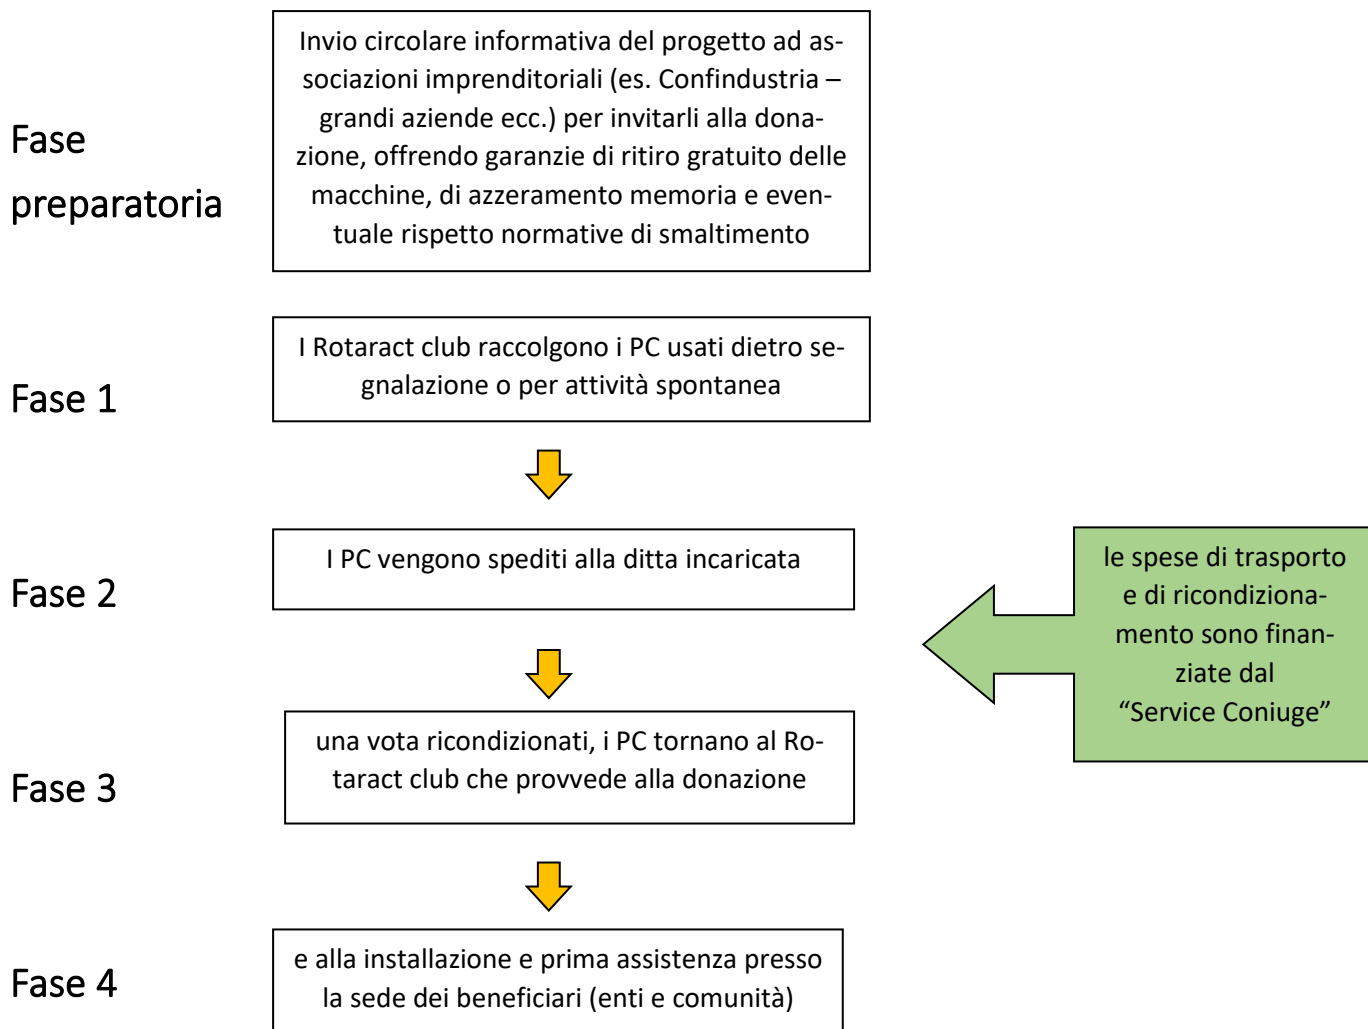 Fase
preparatoria
Invio circolare informativa del progetto ad as-
sociazioni imprenditoriali (es. Confindustria –
grandi aziende ecc.) per invitarli alla dona-
zione, offrendo garanzie di ritiro gratuito delle
macchine, di azzeramento memoria e even-
tuale rispetto normative di smaltimento
Fase 1
I Rotaract club raccolgono i PC usati dietro se-
gnalazione o per attività spontanea
Fase 2
I PC vengono spediti alla ditta incaricata
le spese di trasporto
e di ricondiziona-
mento sono finan-
ziate dal
“Service Coniuge”
Fase 3
una vota ricondizionati, i PC tornano al Ro-
taract club che provvede alla donazione
Fase 4
e alla installazione e prima assistenza presso
la sede dei beneficiari (enti e comunità)